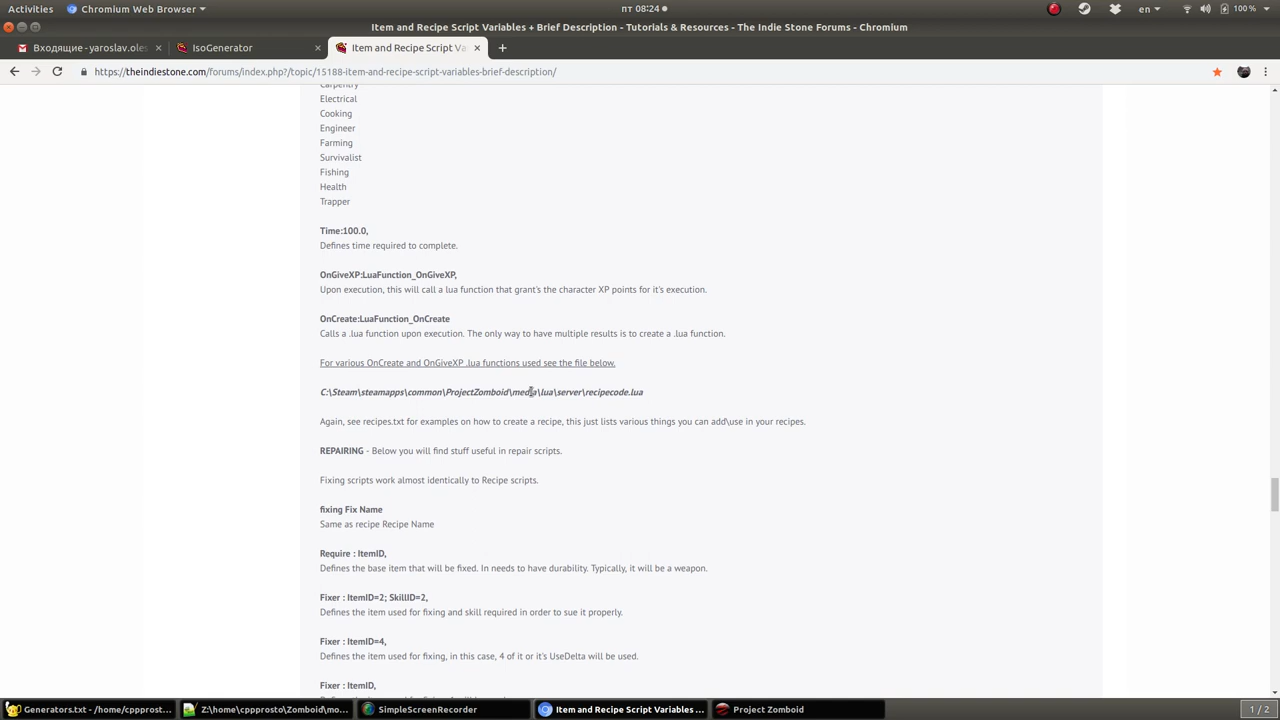 Activities
Chromium Web Browser
пт 08:24
en
100 %
Item and Recipe Script Variables + Brief Description - Tutorials & Resources - The Indie Stone Forums - Chromium
Входящие - yaroslav.oles
IsoGenerator
Item and Recipe Script Va
https://theindiestone.com/forums/index.php?/topic/15188-item-and-recipe-script-variables-brief-description/
Carpentry
Electrical
Cooking
Engineer
Farming
Survivalist
Fishing
Health
Trapper
Time:100.0,
Defines time required to complete.
OnGiveXP:LuaFunction_OnGiveXP,
Upon execution, this will call a lua function that grant's the character XP points for it's execution.
OnCreate:LuaFunction_OnCreate
Calls a .lua function upon execution. The only way to have multiple results is to create a .lua function.
For various OnCreate and OnGiveXP .lua functions used see the file below.
C:\Steam\steamapps\common\ProjectZomboid\media\lua\server\recipecode.lua
Again, see recipes.txt for examples on how to create a recipe, this just lists various things you can add\use in your recipes.
REPAIRING - Below you will find stuff useful in repair scripts.
Fixing scripts work almost identically to Recipe scripts.
fixing Fix Name
Same as recipe Recipe Name
Require : ItemID,
Defines the base item that will be fixed. In needs to have durability. Typically, it will be a weapon.
Fixer : ItemID=2; SkillID=2,
Defines the item used for fixing and skill required in order to sue it properly.
Fixer : ItemID=4,
Defines the item used for fixing, in this case, 4 of it or it's UseDelta will be used.
Fixer : ItemID,
Generators.txt - /home/cppprost...
Z:\home\cppprosto\Zomboid\mo...
SimpleScreenRecorder
Item and Recipe Script Variables ...
Project Zomboid
1 / 2